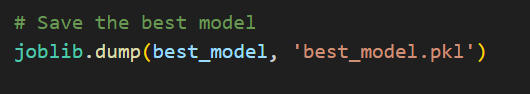 # Save the best model
joblib.dump(best_model, 'best_model.pkl')